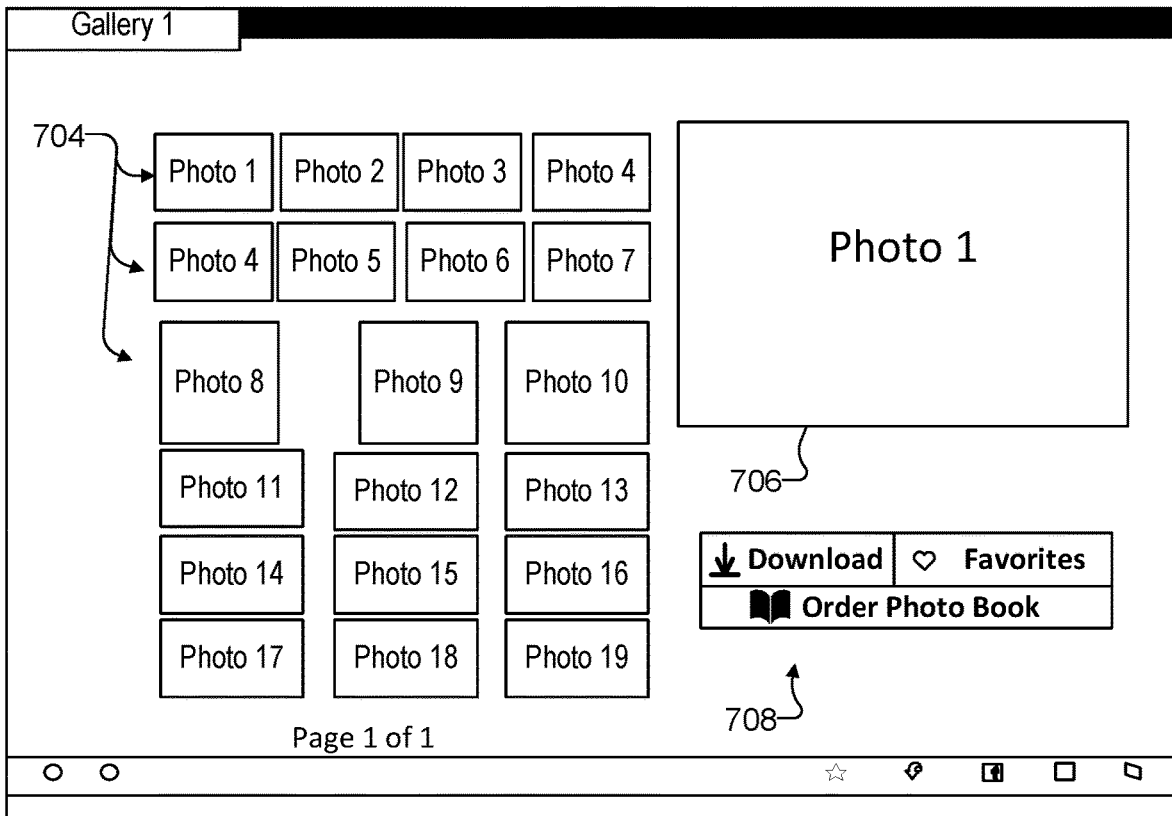 Gallery 1
704
Photo 1 Photo 2 Photo 3 Photo 4
Photo 4 Photo 5 Photo 6 Photo 7
Photo 8 Photo 9 Photo 10
Photo 11 Photo 12 Photo 13
Photo 14 Photo 15 Photo 16
Photo 17 Photo 18 Photo 19
Page 1 of 1
Photo 1
706
Download Favorites
Order Photo Book
708